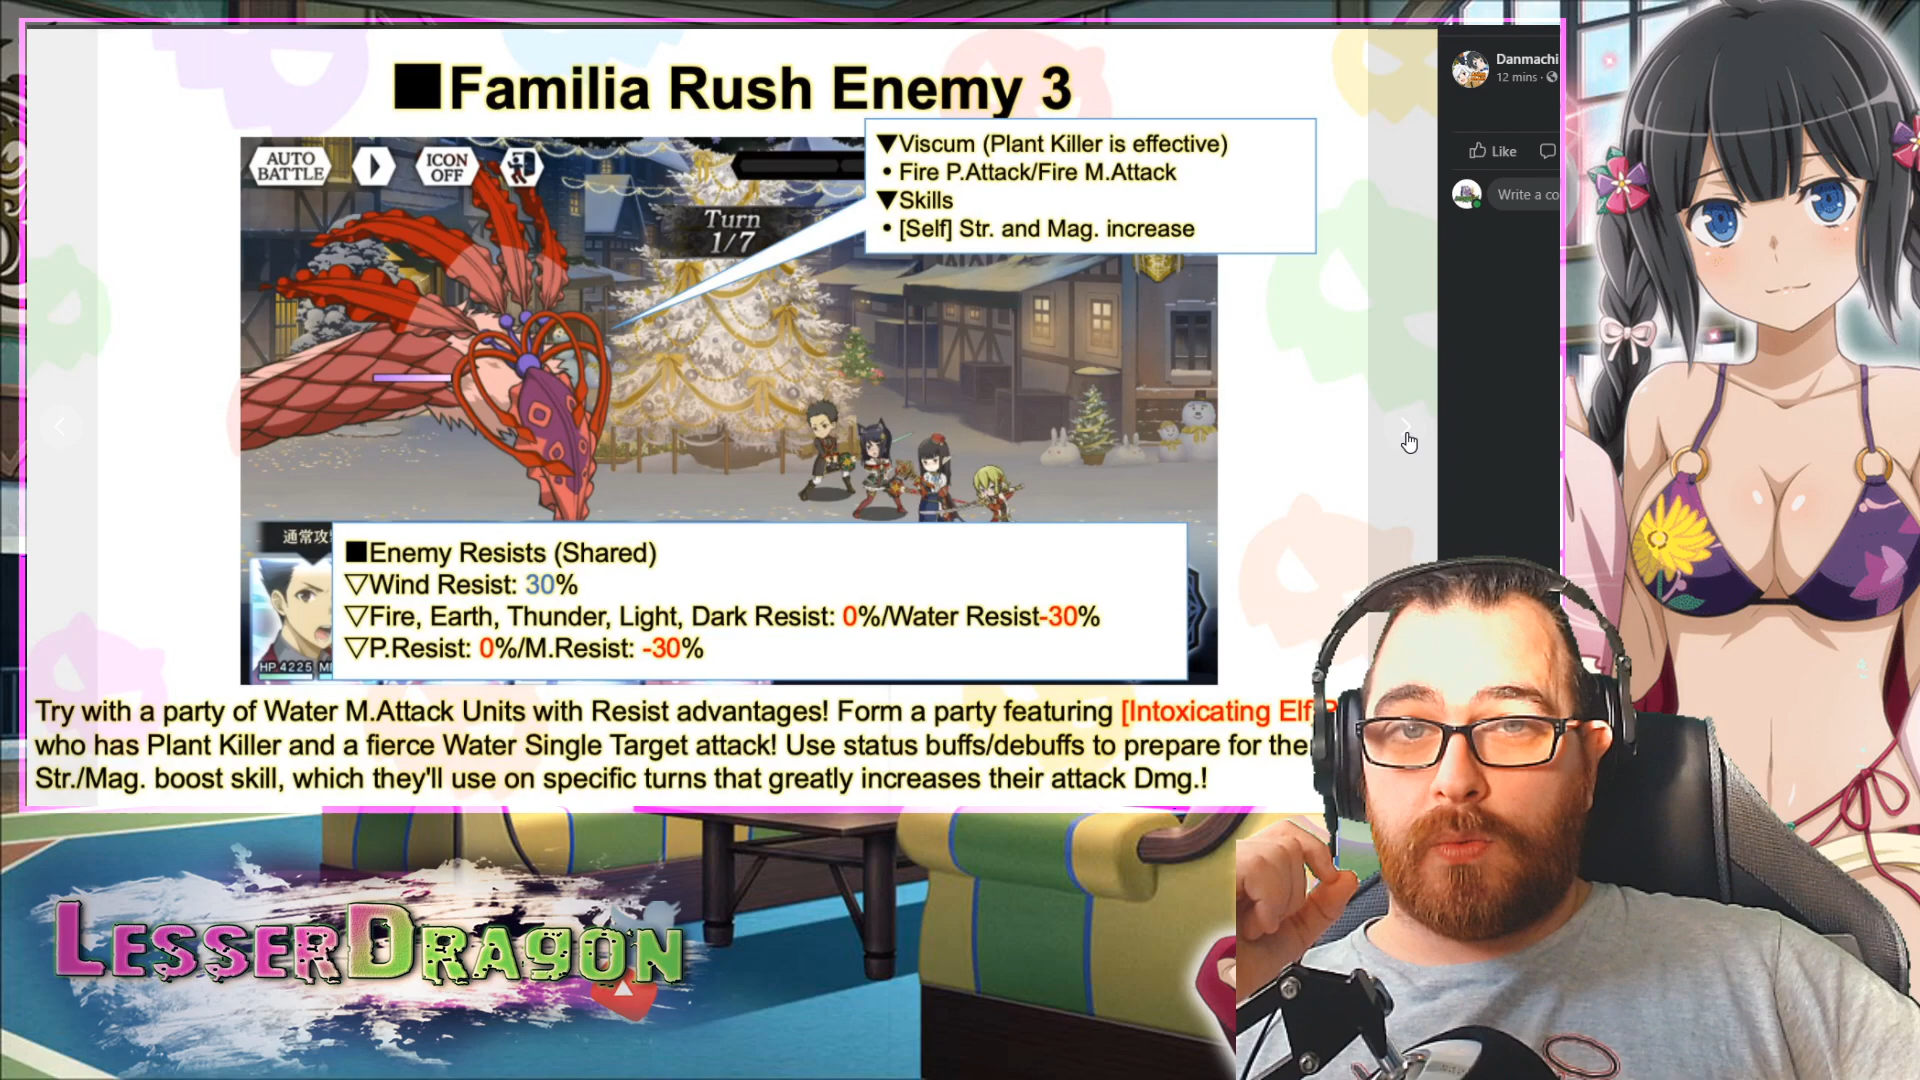 ■Familia Rush Enemy 3
AUTO
BATTLE
ICON
OFF
Turn
1/7
▼Viscum (Plant Killer is effective)
• Fire P.Attack/Fire M.Attack
▼Skills
• [Self] Str. and Mag. increase
Danmachi
12 mins ·
Like
Write a co
通常攻
HP 4225
■Enemy Resists (Shared)
▽Wind Resist: 30%
▽Fire, Earth, Thunder, Light, Dark Resist: 0%/Water Resist-30%
▽P.Resist: 0%/M.Resist: -30%
Try with a party of Water M.Attack Units with Resist advantages! Form a party featuring [Intoxicating Elf]
who has Plant Killer and a fierce Water Single Target attack! Use status buffs/debuffs to prepare for
Str./Mag. boost skill, which they'll use on specific turns that greatly increases their attack Dmg.!
LESSERDRAGON